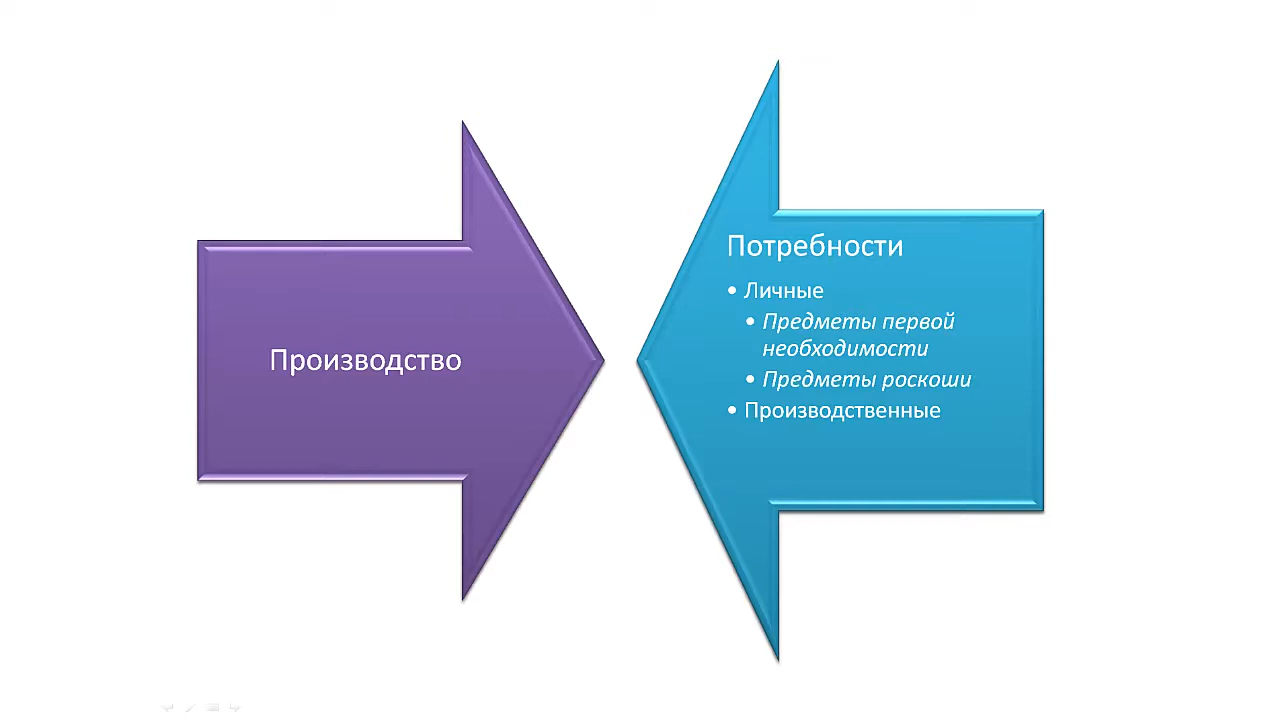 Производство
Потребности
• Личные
• Предметы первой
необходимости
• Предметы роскоши
• Производственные